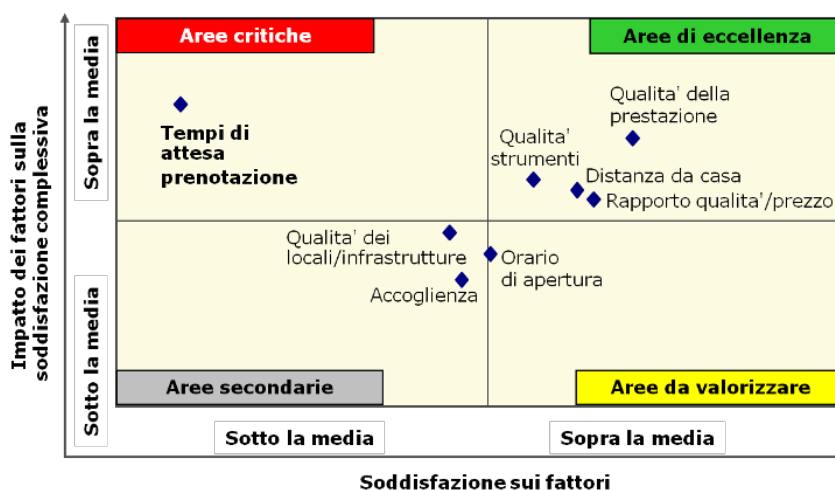 Aree critiche
Aree di eccellenza
Impatto dei fattori sulla
soddisfazione complessiva
Sopra la media
Sotto la media
Tempi di
attesa
prenotazione
Qualita' della
prestazione
Qualita'
strumenti
Distanza da casa
Rapporto qualita'/prezzo
Qualita' dei
locali/infrastrutture
Orario
di apertura
Accoglienza
Aree secondarie
Aree da valorizzare
Sotto la media
Sopra la media
Soddisfazione sui fattori